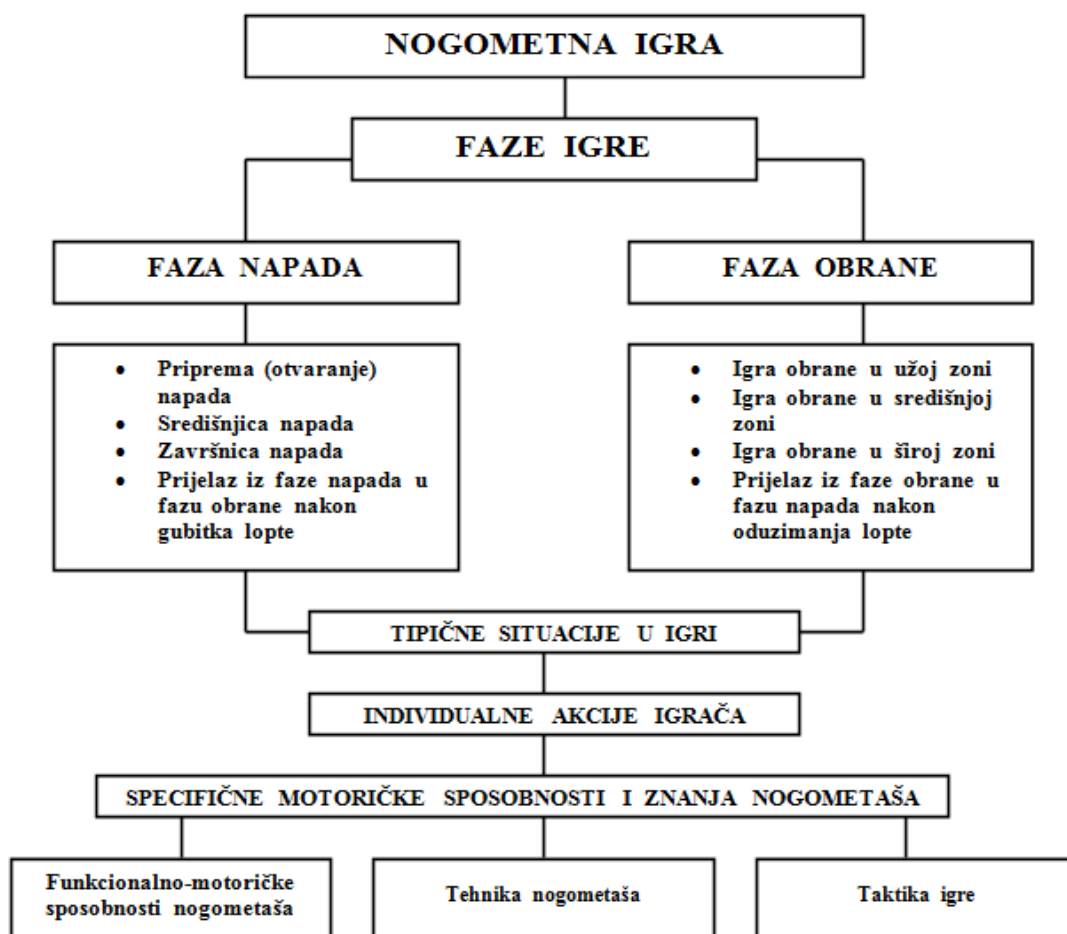 NOGOMETNA IGRA
FAZE IGRE
FAZA NAPADA
FAZA OBRANE
• Priprema (otvaranje)
napada
• Središnjica napada
• Završnica napada
• Prijelaz iz faze napada u
fazu obrane nakon
gubitka lopte
• Igra obrane u užoj zoni
• Igra obrane u središnjoj
zoni
• Igra obrane u široj zoni
• Prijelaz iz faze obrane u
fazu napada nakon
oduzimanja lopte
TIPIČNE SITUACIJE U IGRI
INDIVIDUALNE AKCIJE IGRAČA
SPECIFIČNE MOTORIČKE SPOSOBNOSTI I ZNANJA NOGOMETAŠA
Funkcionalno-motoričke
sposobnosti nogometaša
Tehnika nogometaša
Taktika igre